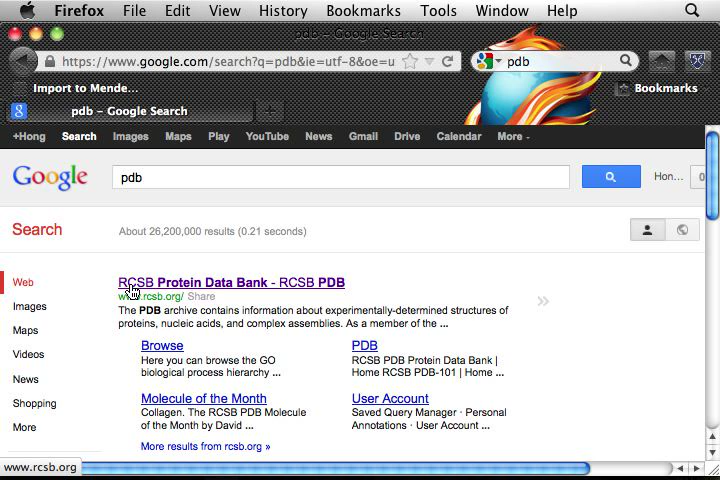 Firefox File Edit View History Bookmarks Tools Window Help
pdb – Google Search
https://www.google.com/search?q=pdb&ie=utf-8&oe=u
pdb
Import to Mende...
Bookmarks
pdb – Google Search
+Hong Search Images Maps Play YouTube News Gmail Drive Calendar More
Google
pdb
Hon...
0
Search
About 26,200,000 results (0.21 seconds)
Web
Images
Maps
Videos
News
Shopping
More
RCSB Protein Data Bank - RCSB PDB
www.rcsb.org/ Share
The PDB archive contains information about experimentally-determined structures of
proteins, nucleic acids, and complex assemblies. As a member of the ...
Browse
Here you can browse the GO
biological process hierarchy ...
PDB
RCSB PDB Protein Data Bank |
Home RCSB PDB-101 | Home ...
Molecule of the Month
Collagen. The RCSB PDB Molecule
of the Month by David ...
User Account
Saved Query Manager · Personal
Annotations · User Account ...
More results from rcsb.org »
www.rcsb.org